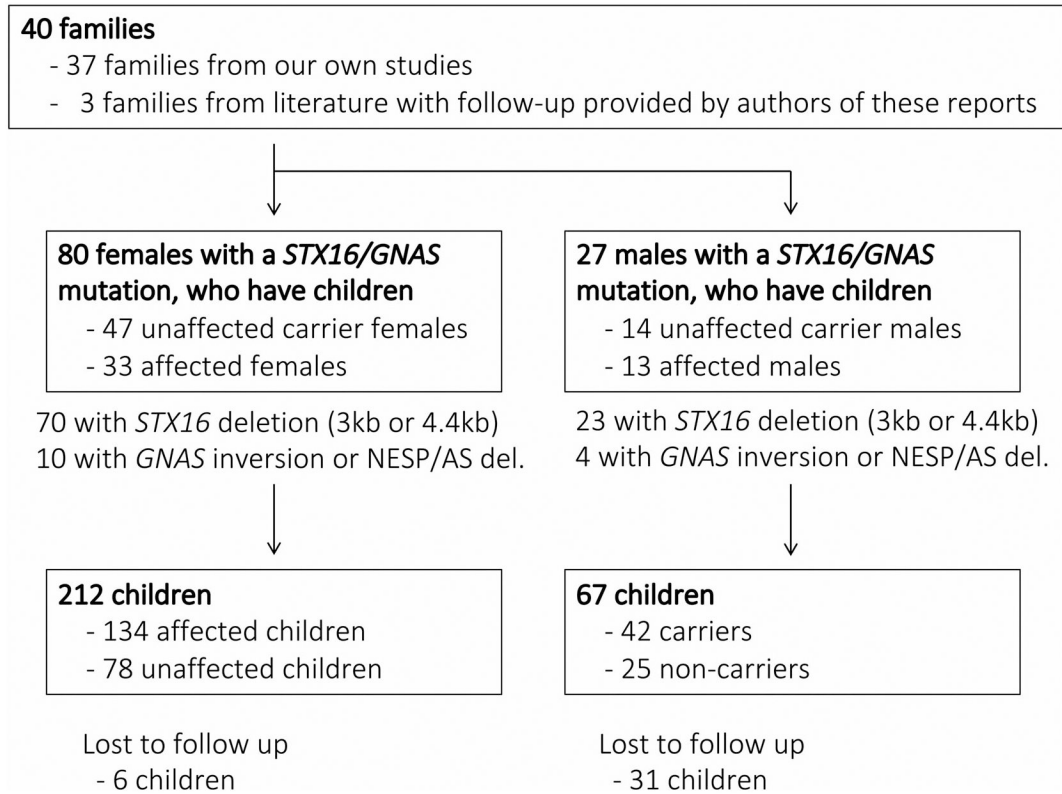 40 families
- 37 families from our own studies
- 3 families from literature with follow-up provided by authors of these reports
80 females with a STX16/GNAS
mutation, who have children
- 47 unaffected carrier females
- 33 affected females
70 with STX16 deletion (3kb or 4.4kb)
10 with GNAS inversion or NESP/AS del.
212 children
- 134 affected children
- 78 unaffected children
Lost to follow up
- 6 children
27 males with a STX16/GNAS
mutation, who have children
- 14 unaffected carrier males
- 13 affected males
23 with STX16 deletion (3kb or 4.4kb)
4 with GNAS inversion or NESP/AS del.
67 children
- 42 carriers
- 25 non-carriers
Lost to follow up
- 31 children